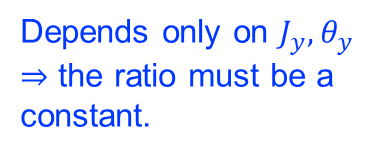 Depends only on J_y, θ_y
⇒ the ratio must be a
constant.